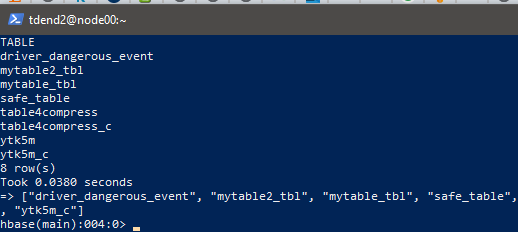 tdend2@node00:~
TABLE
driver_dangerous_event
mytable2_tbl
mytable_tbl
safe_table
table4compress
table4compress_c
ytk5m
ytk5m_c
8 row(s)
Took 0.0380 seconds
=> ["driver_dangerous_event", "mytable2_tbl", "mytable_tbl", "safe_table",
, "ytk5m_c"]
hbase(main):004:0>